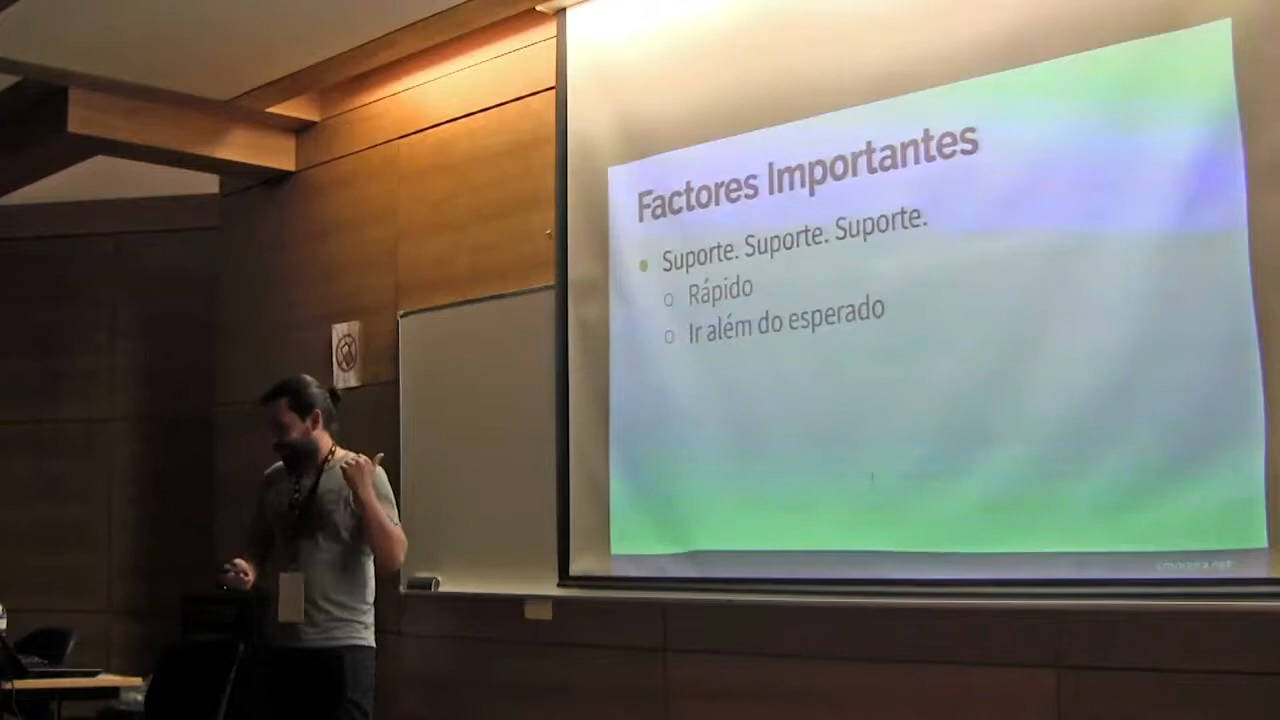 Factores Importantes
Suporte. Suporte. Suporte.
Rápido
Ir além do esperado